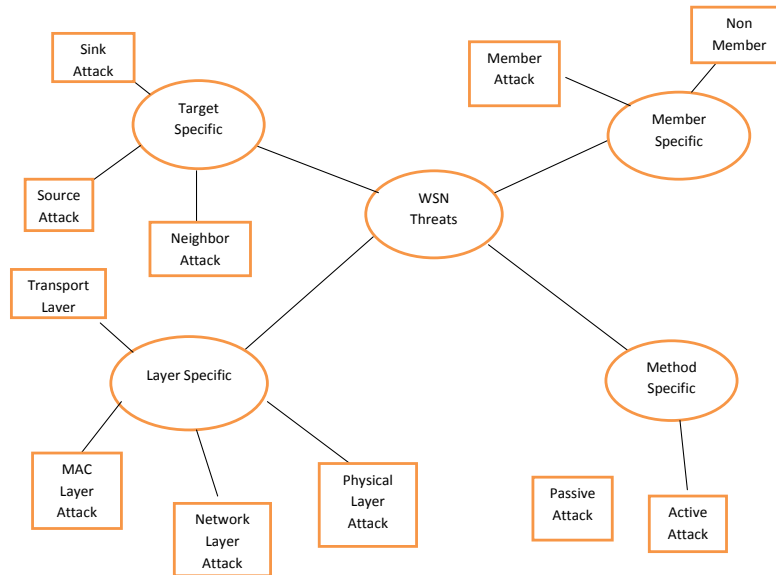 Sink
Attack
Target
Specific
Source
Attack
Neighbor
Attack
Member
Attack
Non
Member
Member
Specific
WSN
Threats
Transport
Laver
Layer Specific
MAC
Layer
Attack
Network
Layer
Attack
Physical
Layer
Attack
Method
Specific
Passive
Attack
Active
Attack